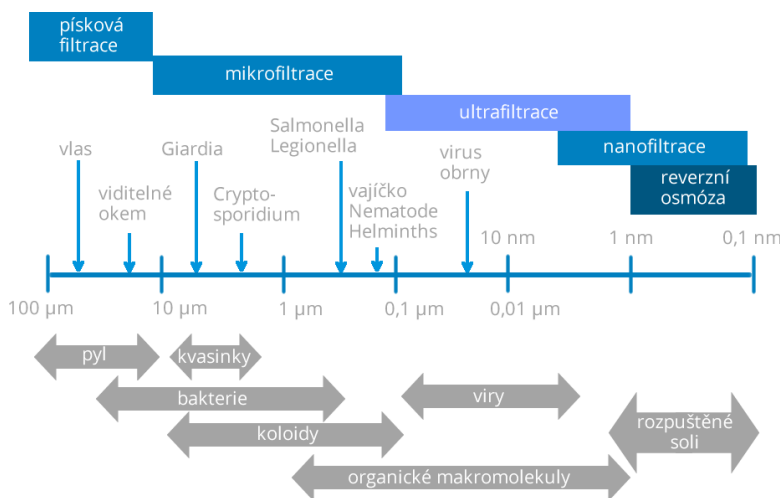 písková
filtrace
mikrofiltrace
ultrafiltrace
nanofiltrace
reverzní
osmóza
vlas
viditelné
okem
Giardia
Crypto-
sporidium
Salmonella
Legionella
vajíčko
Nematode
Helminths
virus
obrny
10 nm
1 nm
0,1 nm
100 µm
10 µm
1 µm
0,1 µm
0,01 µm
pyl
kvasinky
bakterie
viry
koloidy
rozpuštěné
soli
organické makromolekuly